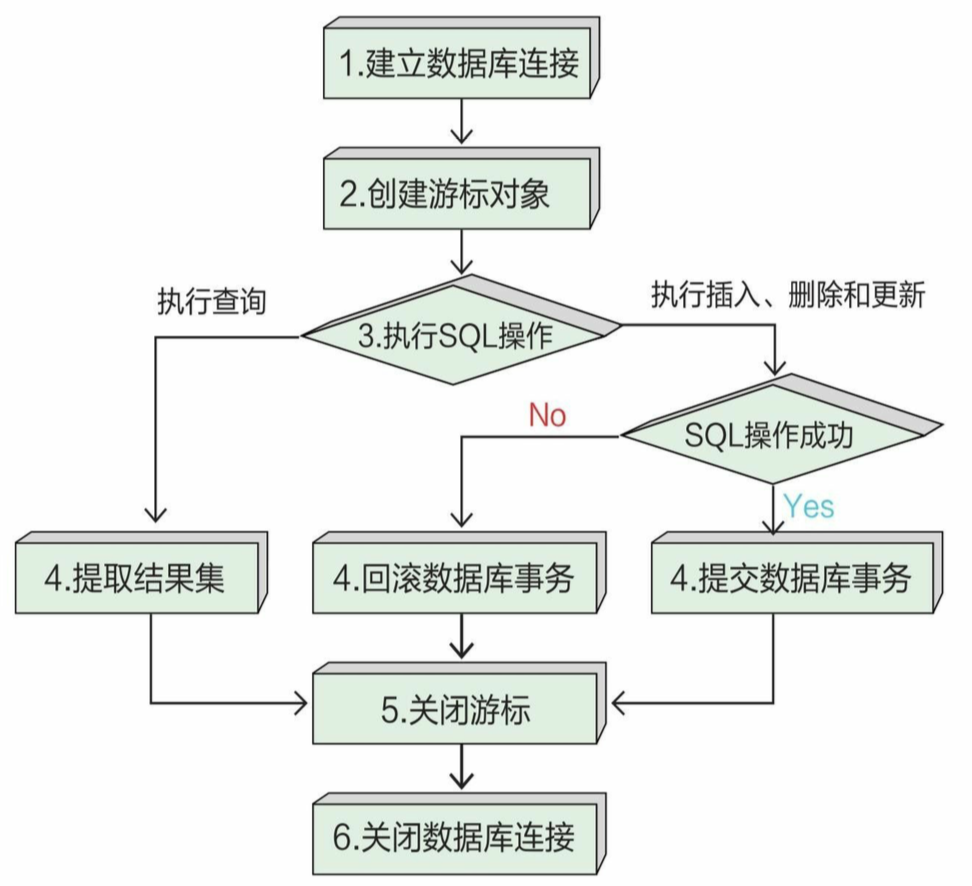 1.建立数据库连接
2.创建游标对象
执行查询
执行插入、删除和更新
3.执行SQL操作
No
SQL操作成功
Yes
4.提取结果集
4.回滚数据库事务
4.提交数据库事务
5.关闭游标
6.关闭数据库连接